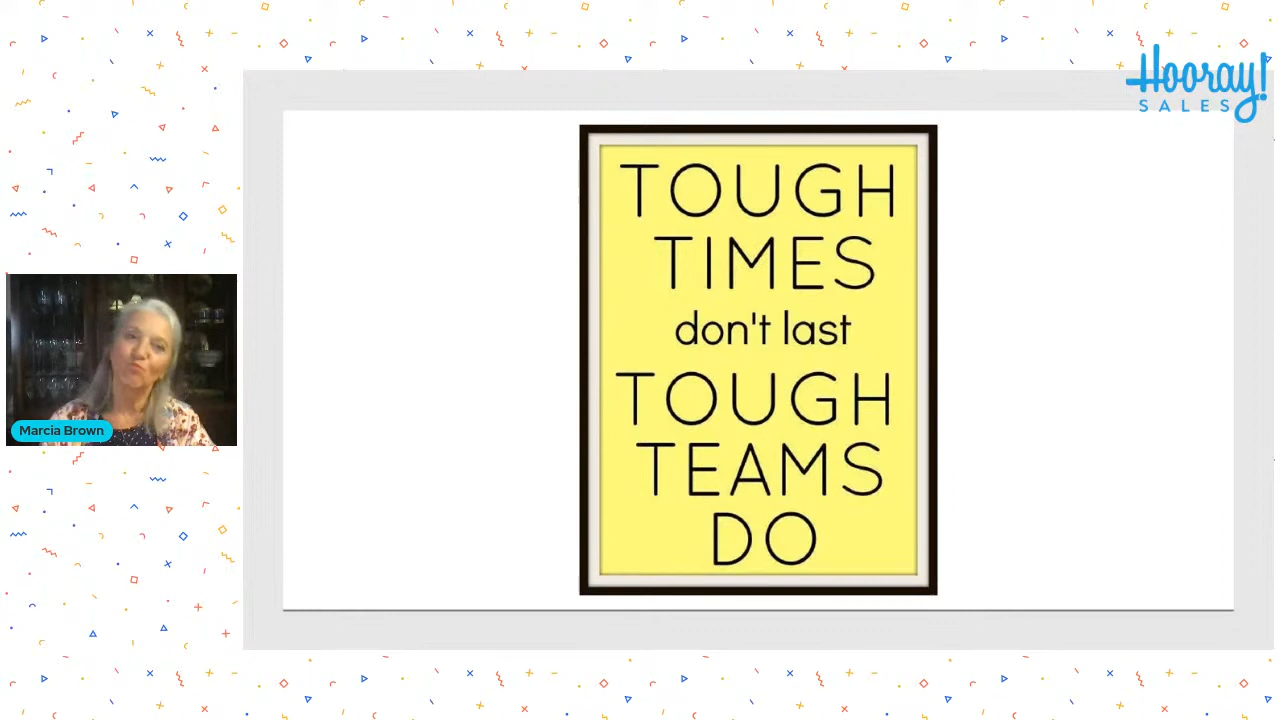 Hooray!
SALES
TOUGH
TIMES
don't last
TOUGH
TEAMS
DO
Marcia Brown